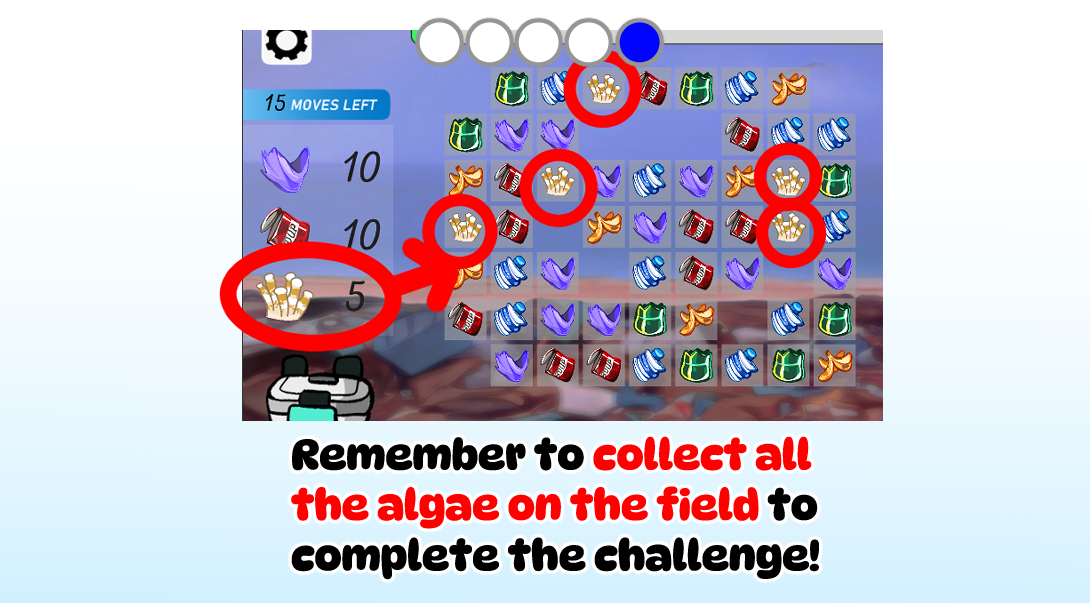 15 MOVES LEFT
10
10
5
Remember to collect all
the algae on the field to
complete the challenge!